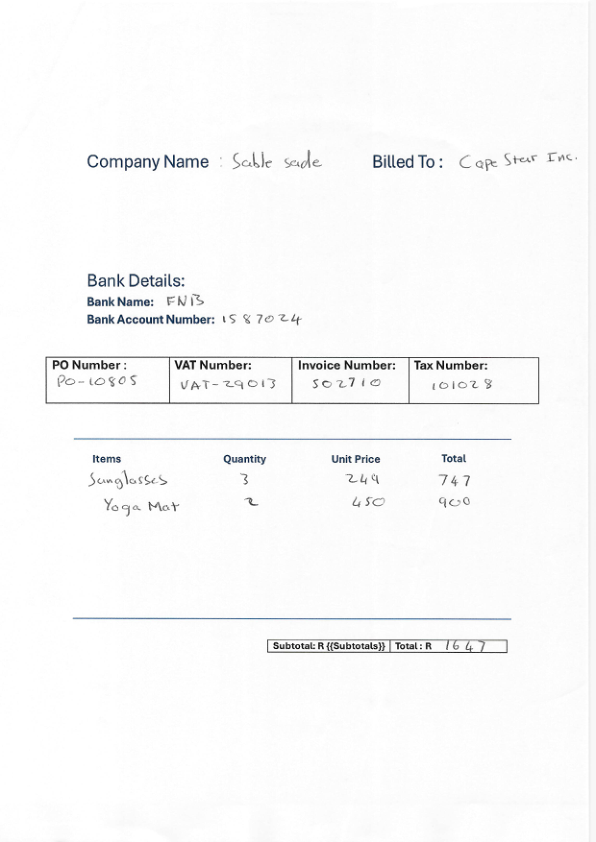 Company Name : Sable sade Billed To : Cape Star Inc.
Bank Details:
Bank Name: FNB
Bank Account Number: 1587024
PO Number : VAT Number: Invoice Number: Tax Number:
PO-10805 VAT-29013 502710 101028
Items Quantity Unit Price Total
Sunglasses 3 249 747
Yoga Mat 2 450 900
Subtotal: R {{Subtotals}} Total : R 1647